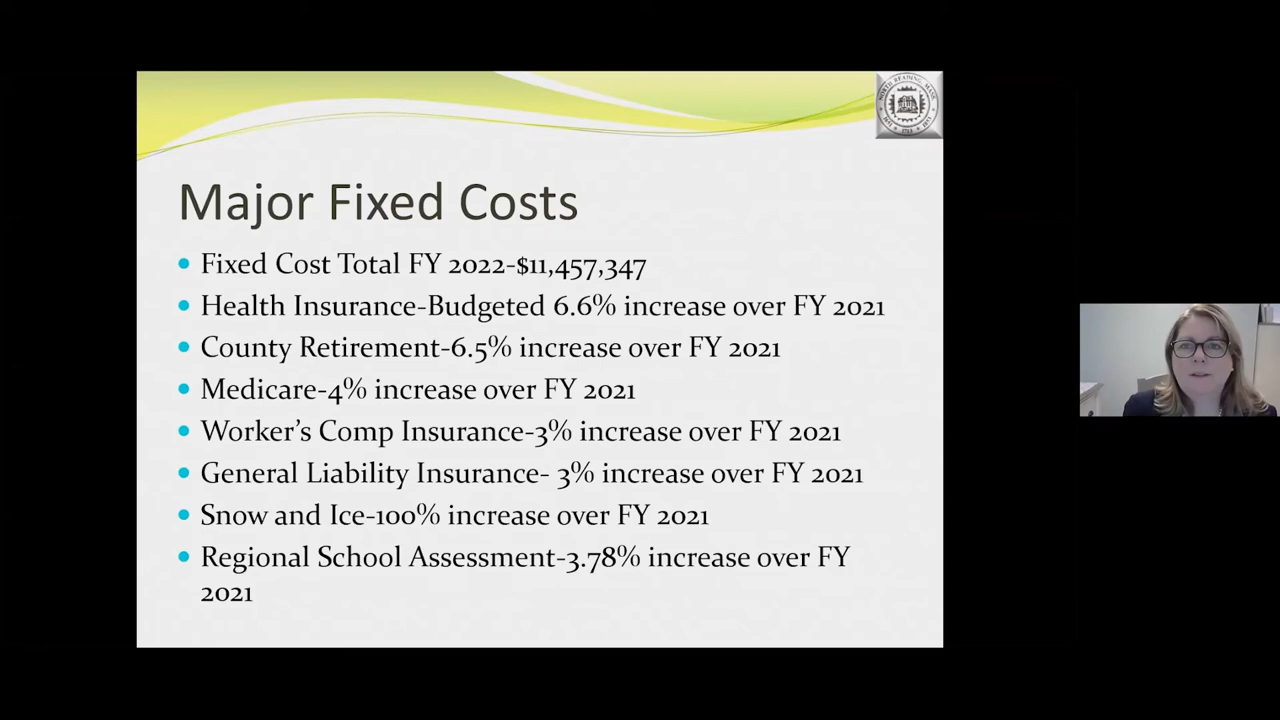 NORTH READING, MASS.
Major Fixed Costs
Fixed Cost Total FY 2022-$11,457,347
Health Insurance-Budgeted 6.6% increase over FY 2021
County Retirement-6.5% increase over FY 2021
Medicare-4% increase over FY 2021
Worker’s Comp Insurance-3% increase over FY 2021
General Liability Insurance- 3% increase over FY 2021
Snow and Ice-100% increase over FY 2021
Regional School Assessment-3.78% increase over FY
2021